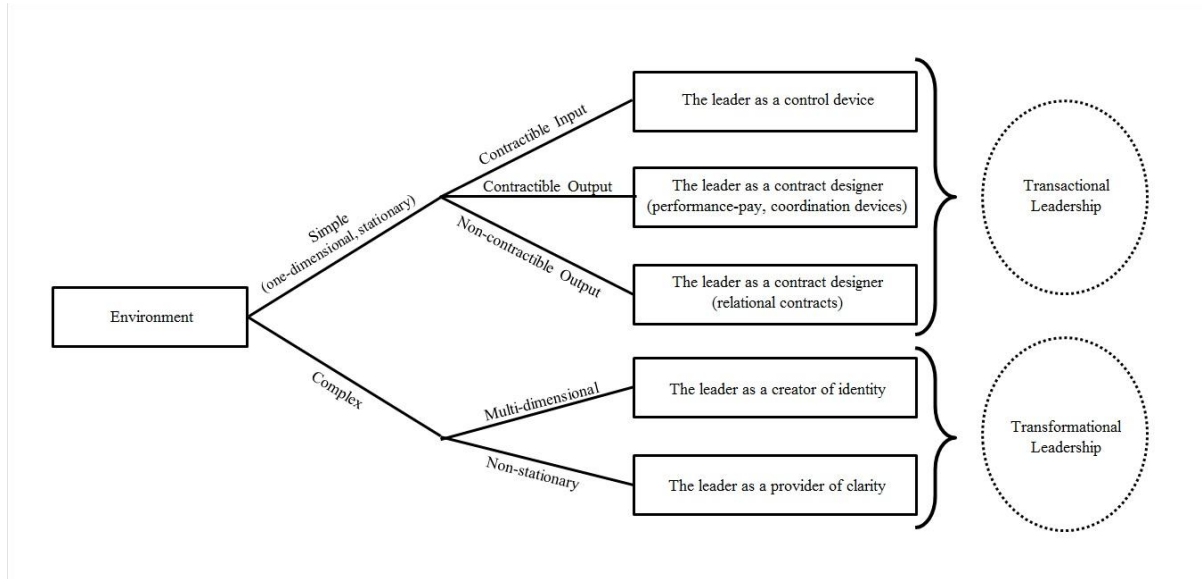 Environment
Simple
(one-dimensional, stationary)
Complex
Contractible Input
Contractible Output
Non-contractible Output
Multi-dimensional
Non-stationary
The leader as a control device
The leader as a contract designer
(performance-pay, coordination devices)
The leader as a contract designer
(relational contracts)
The leader as a creator of identity
The leader as a provider of clarity
Transactional
Leadership
Transformational
Leadership